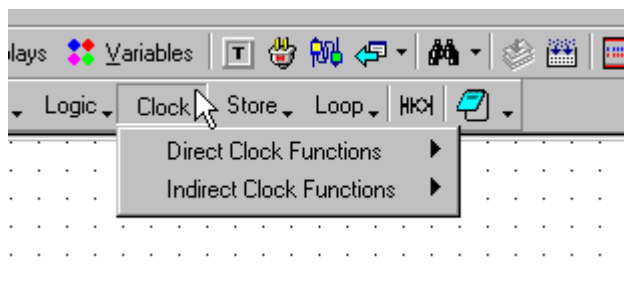 lays Variables T
Logic Clock Store Loop
Direct Clock Functions
Indirect Clock Functions